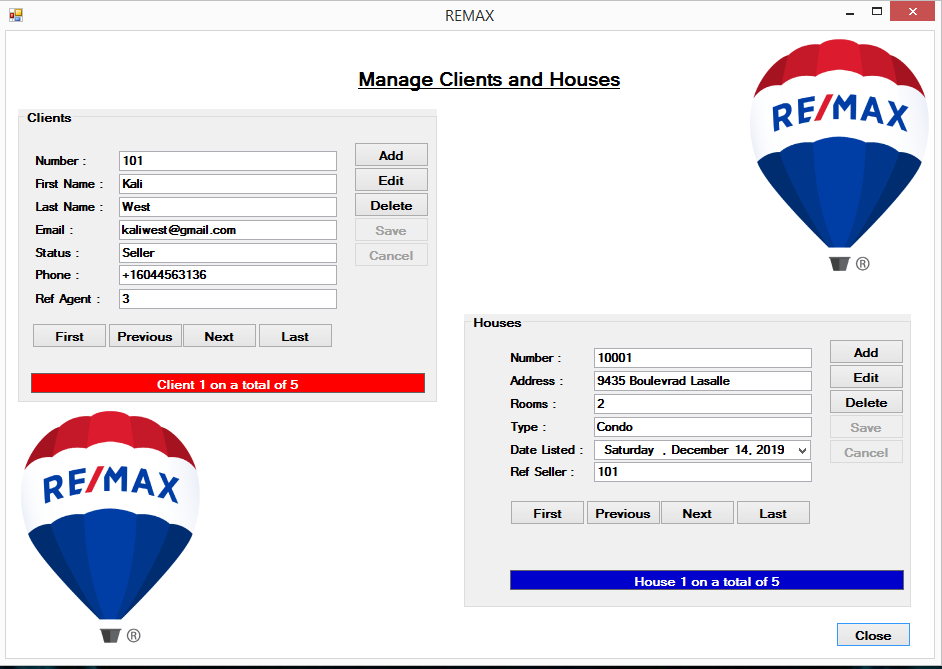 REMAX
Manage Clients and Houses
RE/MAX
®
Clients
Number :
101
First Name :
Kali
Last Name :
West
Email :
kaliwest@gmail.com
Status :
Seller
Phone :
+16044563136
Ref Agent :
3
Add
Edit
Delete
Save
Cancel
First Previous Next Last
Client 1 on a total of 5
Houses
Number :
10001
Address :
9435 Boulevrad Lasalle
Rooms :
2
Type :
Condo
Date Listed :
Saturday , December 14, 2019
Ref Seller :
101
Add
Edit
Delete
Save
Cancel
First Previous Next Last
House 1 on a total of 5
RE/MAX
®
Close